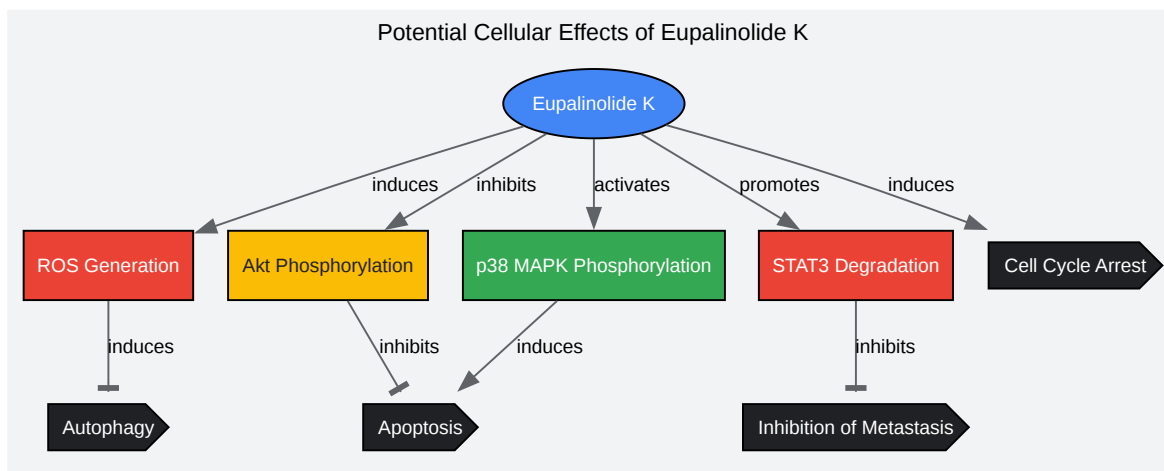 Potential Cellular Effects of Eupalinolide K
Eupalinolide K
induces
inhibits
activates
promotes
induces
ROS Generation
Akt Phosphorylation
p38 MAPK Phosphorylation
STAT3 Degradation
Cell Cycle Arrest
induces
inhibits
induces
inhibits
Autophagy
Apoptosis
Inhibition of Metastasis